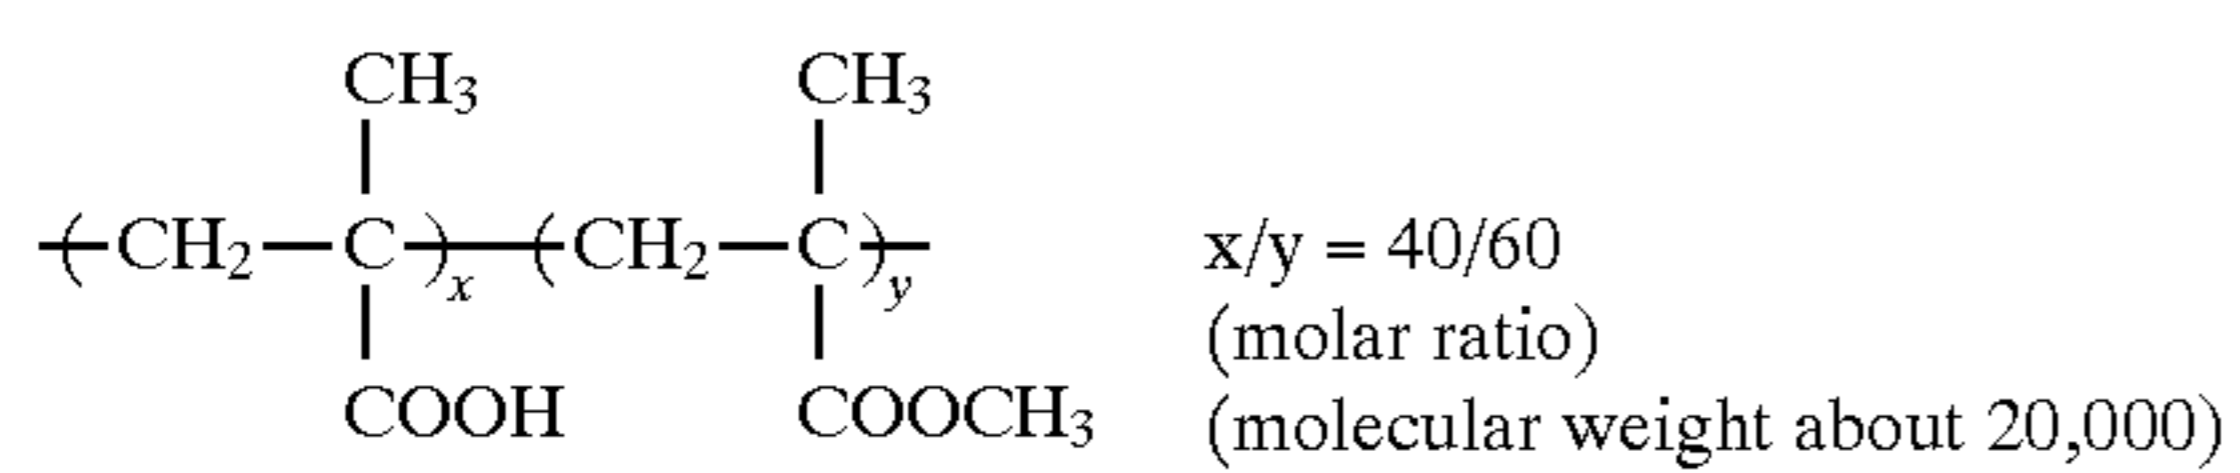 CH₃ CH₃
(CH₂—C)ₓ—(CH₂—C)ᵧ x/y = 40/60
(molar ratio)
COOH COOCH₃ (molecular weight about 20,000)